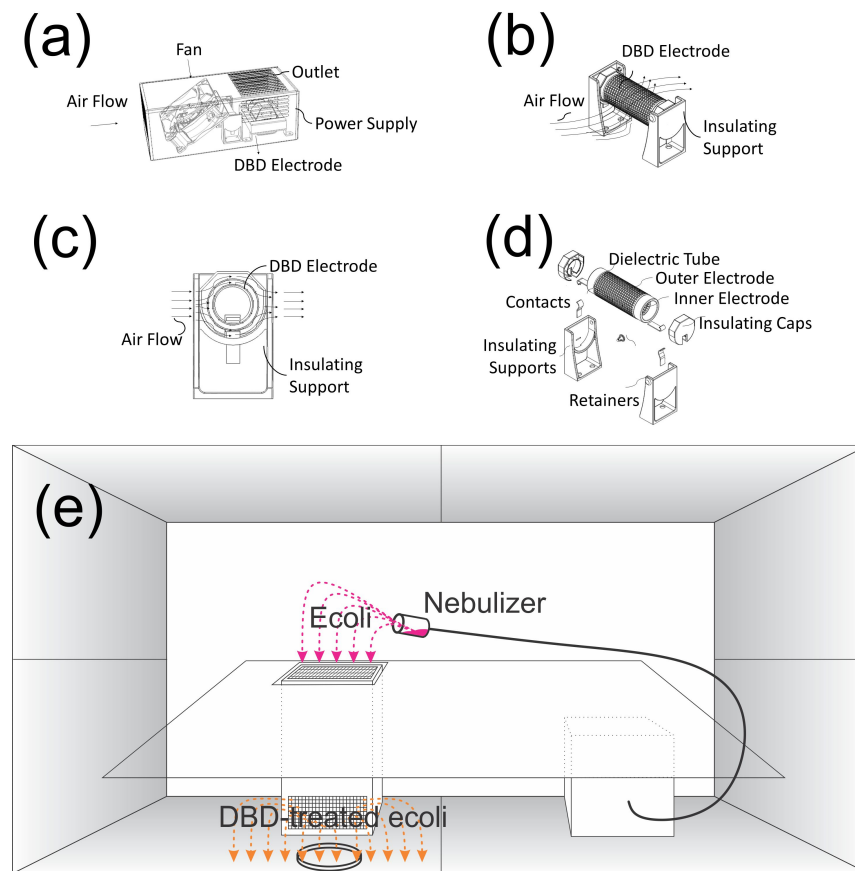 (a)
Fan
Outlet
Air Flow
Power Supply
DBD Electrode
(b)
DBD Electrode
Air Flow
Insulating
Support
(c)
DBD Electrode
Air Flow
Insulating
Support
(d)
Dielectric Tube
Outer Electrode
Inner Electrode
Contacts
Insulating Caps
Insulating
Supports
Retainers
(e)
Ecoli
Nebulizer
DBD-treated ecoli